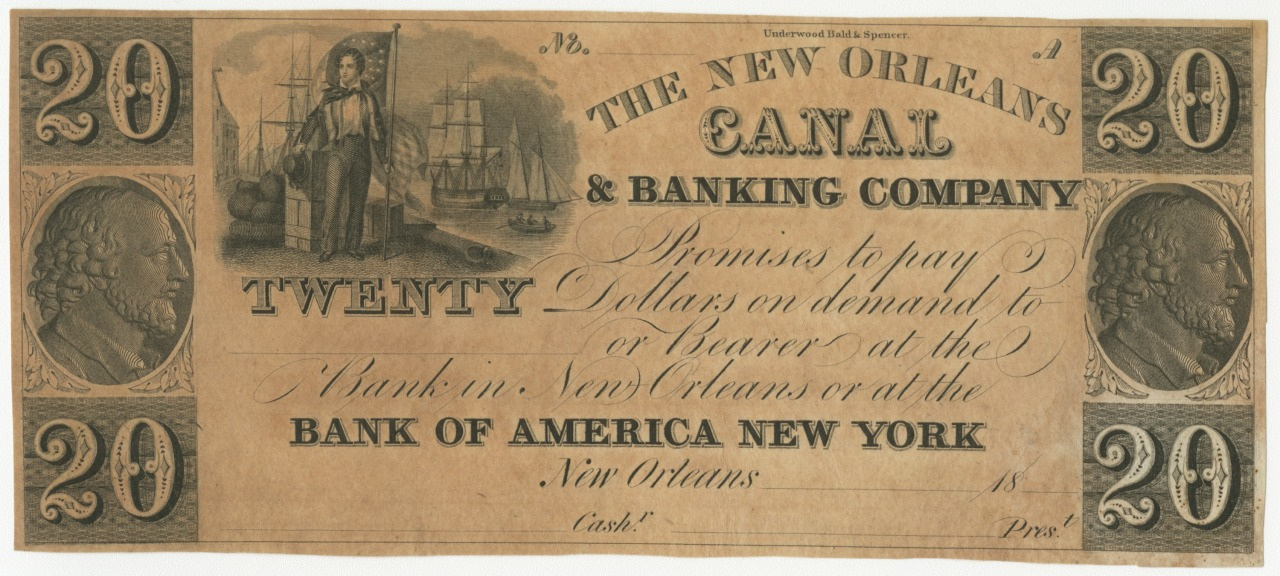 20
20
20
20
Underwood Bald & Spencer.
No. A
THE NEW ORLEANS
CANAL
& BANKING COMPANY
Promises to pay
TWENTY Dollars on demand to
or Bearer at the
Bank in New Orleans or at the
BANK OF AMERICA NEW YORK
New Orleans 18
Cash.r Pres.t